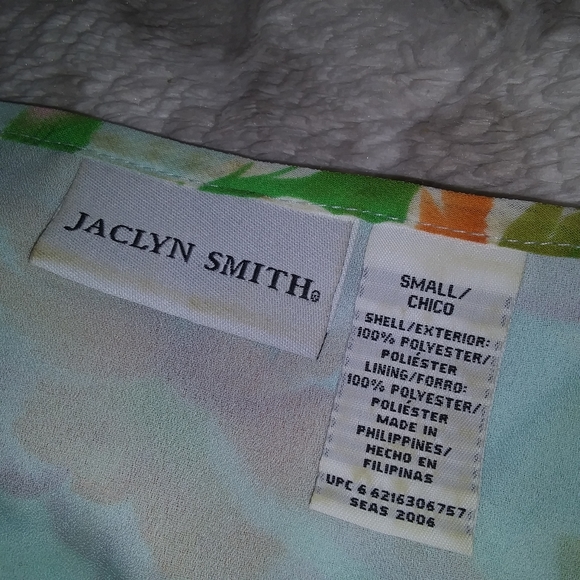 JACLYN SMITH®
SMALL/
CHICO
SHELL/EXTERIOR:
100% POLYESTER/
POLIÉSTER
LINING/FORRO:
100% POLYESTER/
POLIÉSTER
MADE IN
PHILIPPINES/
HECHO EN
FILIPINAS
UPC 6 6216306757
SEAS 2006